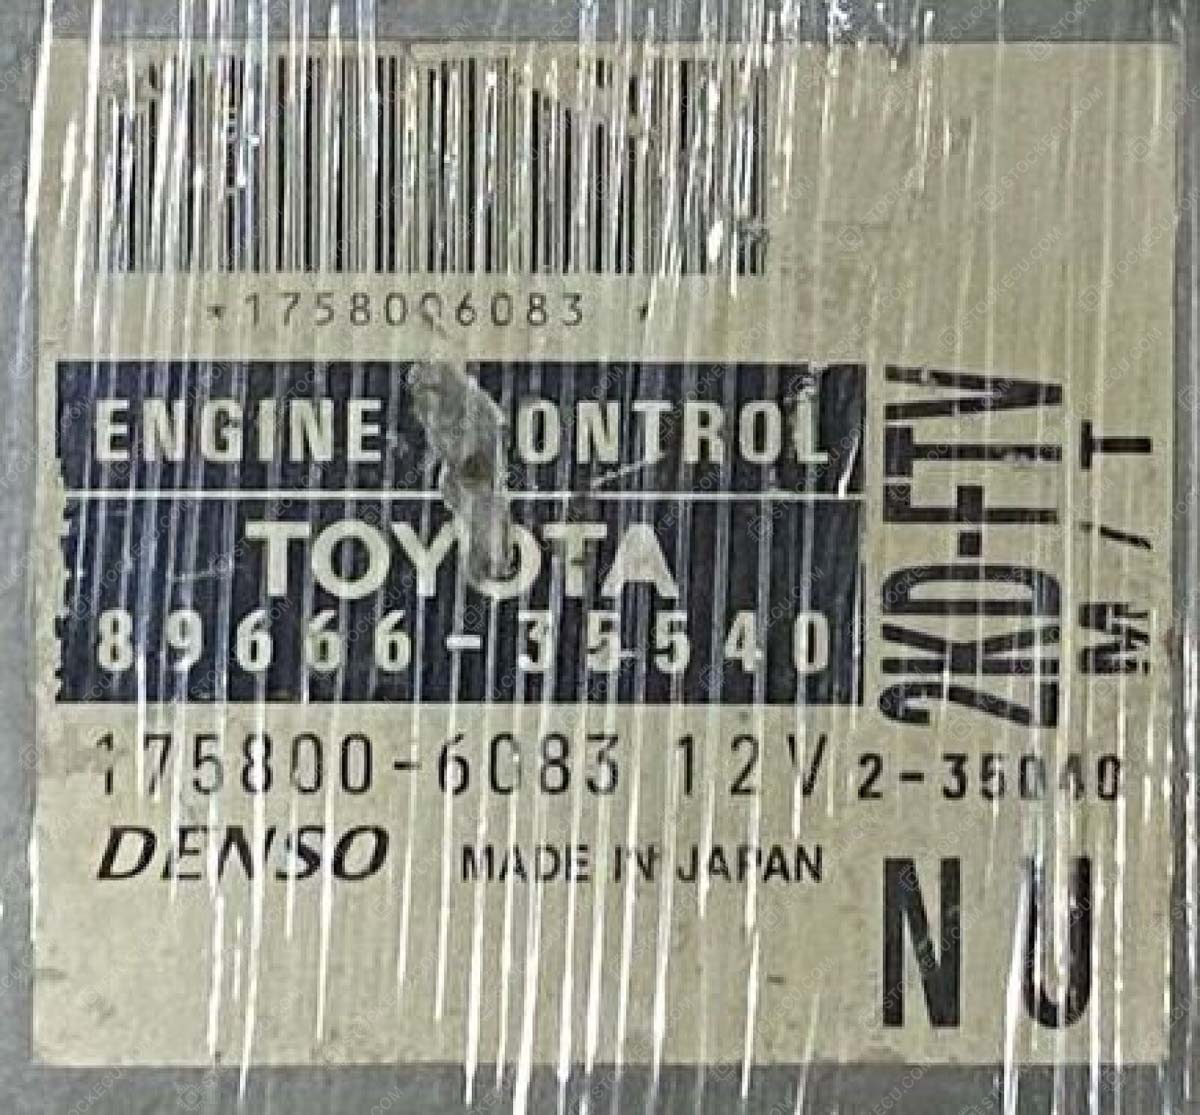 *1758006083 *
ENGINE CONTROL
TOYOTA
89666-35540
175800-6083 12V
2-35040
DENSO MADE IN JAPAN
2KD-FTV
M/T
NU